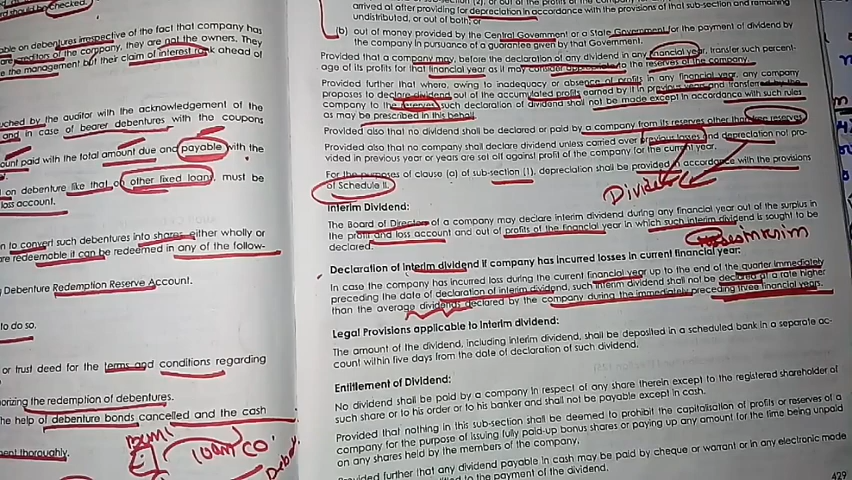 should be Checked.
able on debentures irrespective of the fact that company has
are creditors of the company, they are not the owners. They
e the management but their claim of interest rank ahead of
uched by the auditor with the acknowledgement of the
and in case of bearer debentures with the coupons
ount paid with the total amount due and payable with the
on debenture like that of other fixed loan, must be
loss account.
n to convert such debentures into shares either wholly or
re redeemable it can be redeemed in any of the follow-
Debenture Redemption Reserve Account.
to do so.
or trust deed for the terms and conditions regarding
horizing the redemption of debentures.
he help of debenture bonds cancelled and the cash
ment thoroughly.
100m CO
arrived at after providing for depreciation in accordance with the provisions of that sub-section and remaining
undistributed, or out of both; or
(b) out of money provided by the Central Government or a State Government for the payment of dividend by
the company in pursuance of a guarantee given by that Government.
Provided that a company may, before the declaration of any dividend in any financial year, transfer such percent-
age of its profits for that financial year as it may consider appropriate to the reserves of the company.
Provided further that where, owing to inadequacy or absence of profits in any financial year, any company
proposes to declare dividend out of the accumulated profits earned by it in previous years and transferred by the
company to the reserves, such declaration of dividend shall not be made except in accordance with such rules
as may be prescribed in this behalf.
Provided also that no dividend shall be declared or paid by a company from its reserves other than free reserves
Provided also that no company shall declare dividend unless carried over previous losses and depreciation not pro-
vided in previous year or years are set off against profit of the company for the current year.
For the purposes of clause (a) of sub-section (1), depreciation shall be provided in accordance with the provisions
of Schedule II.
Interim Dividend:
The Board of Directors of a company may declare interim dividend during any financial year out of the surplus in
the profit and loss account and out of profits of the financial year in which such interim dividend is sought to be
declared.
Declaration of interim dividend if company has incurred losses in current financial year:
In case the company has incurred loss during the current financial year up to the end of the quarter immediately
preceding the date of declaration of interim dividend, such interim dividend shall not be declared at a rate higher
than the average dividends declared by the company during the immediately preceding three financial years.
Legal Provisions applicable to Interim dividend:
The amount of the dividend, including interim dividend, shall be deposited in a scheduled bank in a separate ac-
count within five days from the date of declaration of such dividend.
Entitlement of Dividend:
No dividend shall be paid by a company in respect of any share therein except to the registered shareholder of
such share or to his order or to his banker and shall not be payable except in cash.
Provided that nothing in this sub-section shall be deemed to prohibit the capitalisation of profits or reserves of a
company for the purpose of issuing fully paid-up bonus shares or paying up any amount for the time being unpaid
on any shares held by the members of the company.
Provided further that any dividend payable in cash may be paid by cheque or warrant or in any electronic mode
to the payment of the dividend.
429